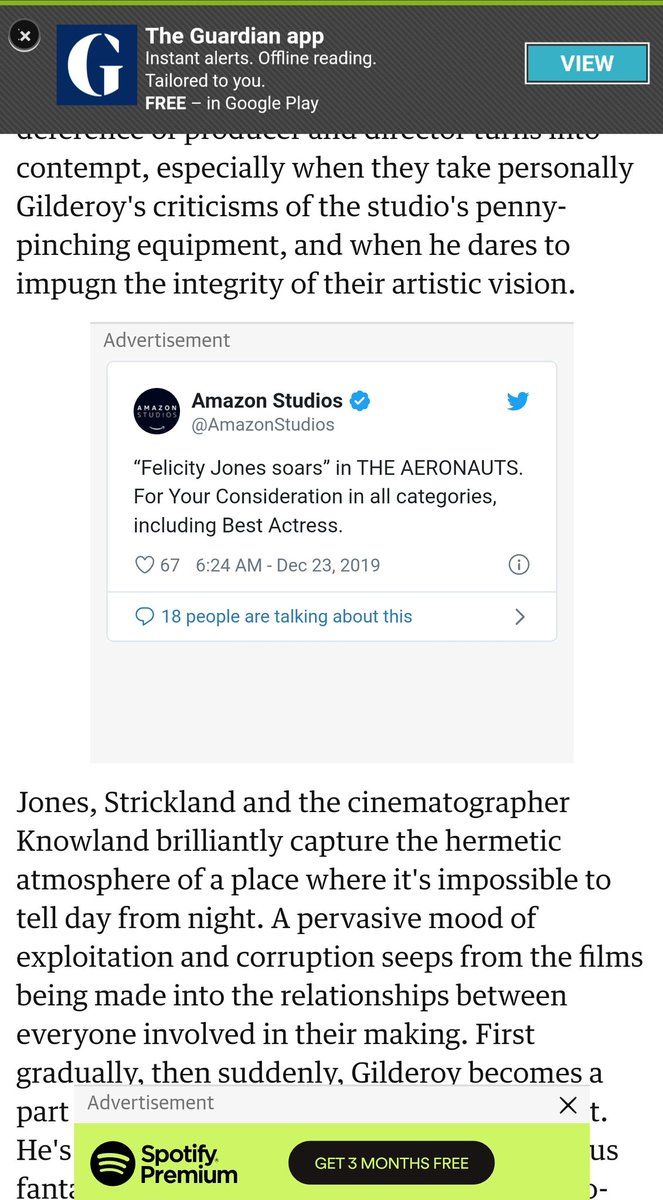 The Guardian app
Instant alerts. Offline reading.
Tailored to you.
FREE – in Google Play
VIEW
deference of producer and director turns into
contempt, especially when they take personally
Gilderoy's criticisms of the studio's penny-
pinching equipment, and when he dares to
impugn the integrity of their artistic vision.
Advertisement
AMAZON
STUDIOS
Amazon Studios
@AmazonStudios
“Felicity Jones soars” in THE AERONAUTS.
For Your Consideration in all categories,
including Best Actress.
67 6:24 AM - Dec 23, 2019
18 people are talking about this
Jones, Strickland and the cinematographer
Knowland brilliantly capture the hermetic
atmosphere of a place where it's impossible to
tell day from night. A pervasive mood of
exploitation and corruption seeps from the films
being made into the relationships between
everyone involved in their making. First
gradually, then suddenly, Gilderoy becomes a
part t.
He's us
fanta o-
Advertisement
Spotify
Premium
GET 3 MONTHS FREE